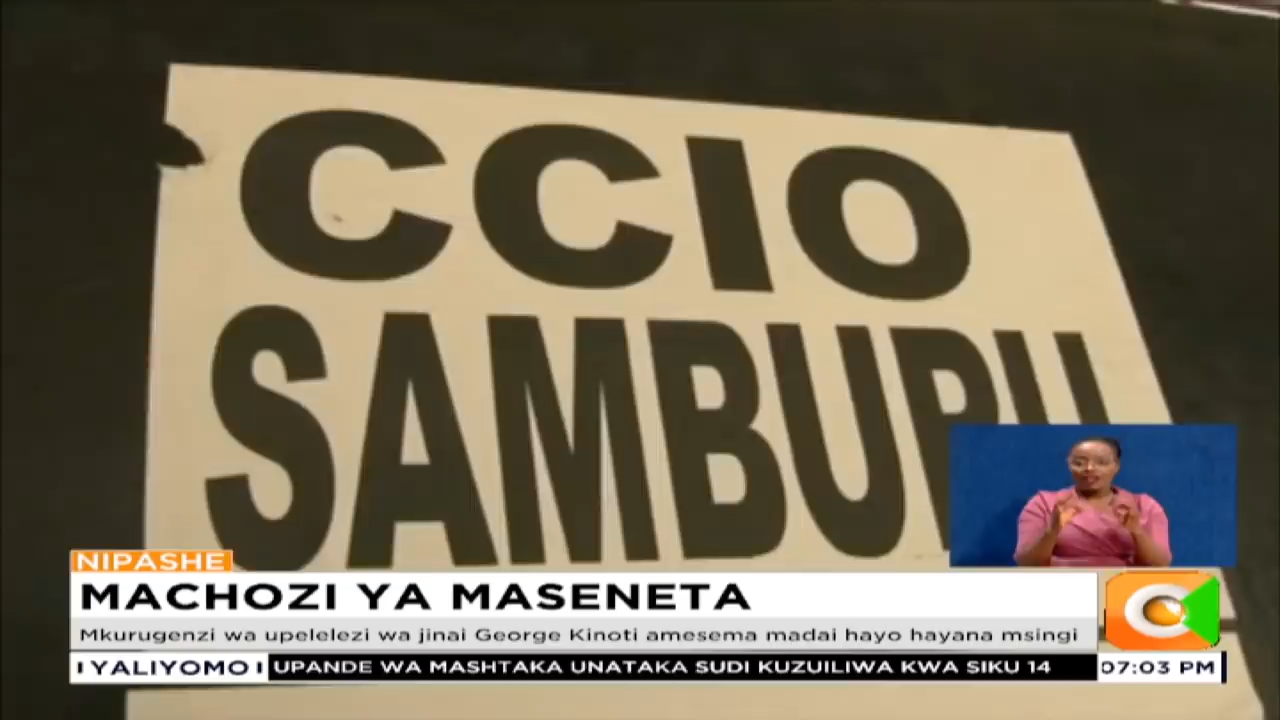 CCIO
SAMBURU
NIPASHE
MACHOZI YA MASENETA
Mkurugenzi wa upelelezi wa jinai George Kinoti amesema madai hayo hayana msingi
YALIYOMO UPANDE WA MASHTAKA UNATAKA SUDI KUZUILIWA KWA SIKU 14 07:03 PM